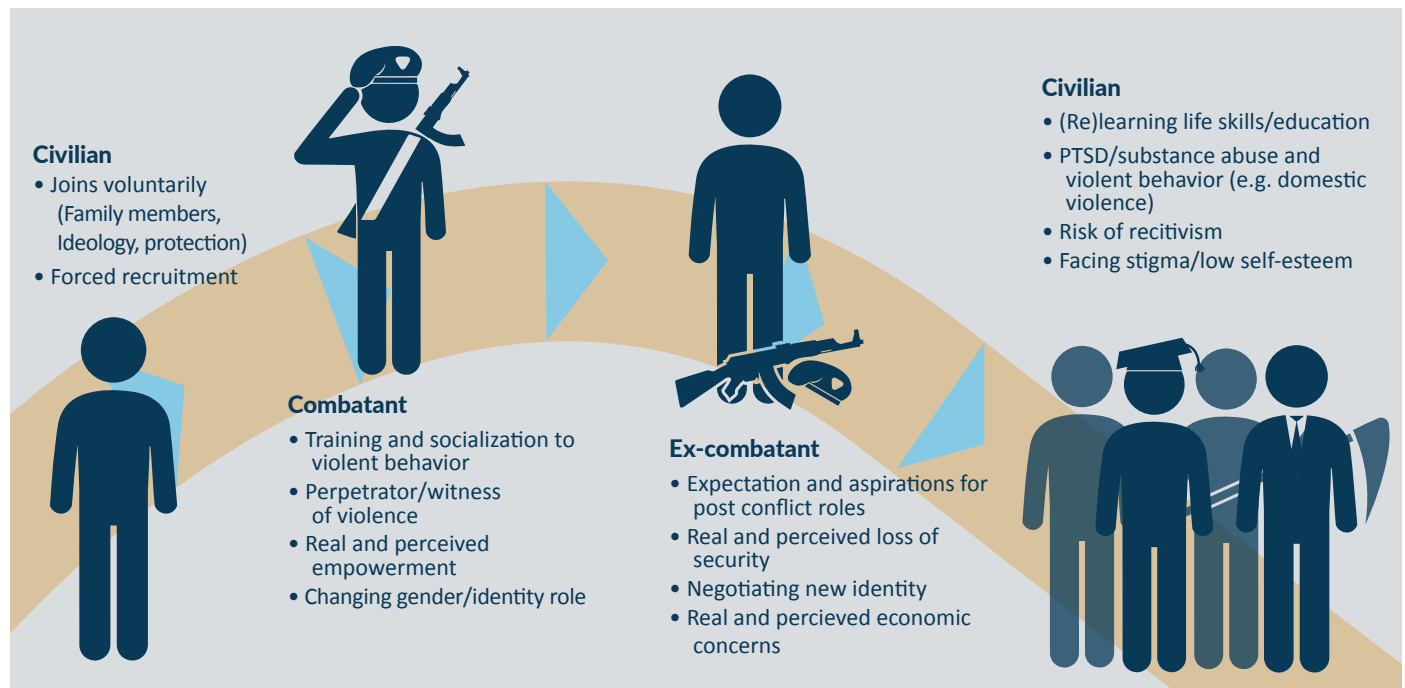 Civilian
• Joins voluntarily
(Family members,
Ideology, protection)
• Forced recruitment
Combatant
• Training and socialization to
violent behavior
• Perpetrator/witness
of violence
• Real and perceived
empowerment
• Changing gender/identity role
Ex-combatant
• Expectation and aspirations for
post conflict roles
• Real and perceived loss of
security
• Negotiating new identity
• Real and percieved economic
concerns
Civilian
• (Re)learning life skills/education
• PTSD/substance abuse and
violent behavior (e.g. domestic
violence)
• Risk of recitivism
• Facing stigma/low self-esteem